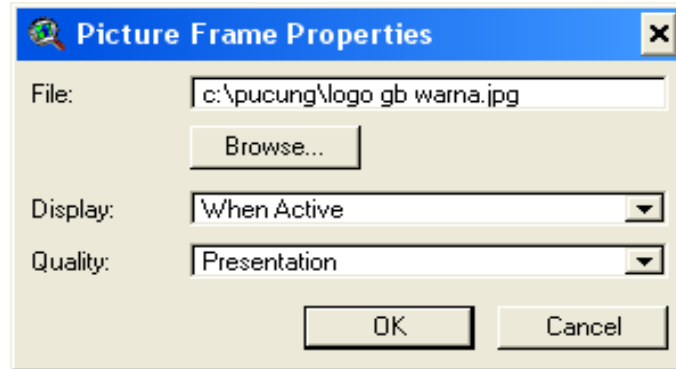 Picture Frame Properties
File: c:\pucung\logo gb warna.jpg
Browse...
Display: When Active
Quality: Presentation
OK Cancel